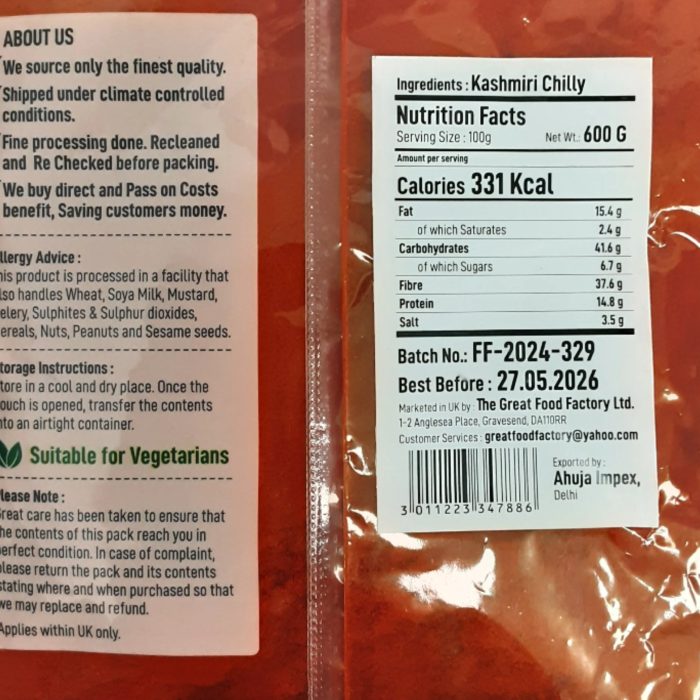 ABOUT US
We source only the finest quality.
Shipped under climate controlled
conditions.
Fine processing done. Recleaned
and Re Checked before packing.
We buy direct and Pass on Costs
benefit, Saving customers money.
llergy Advice :
his product is processed in a facility that
lso handles Wheat, Soya Milk, Mustard,
elery, Sulphites & Sulphur dioxides,
ereals, Nuts, Peanuts and Sesame seeds.
torage Instructions :
tore in a cool and dry place. Once the
ouch is opened, transfer the contents
nto an airtight container.
Suitable for Vegetarians
lease Note :
reat care has been taken to ensure that
he contents of this pack reach you in
erfect condition. In case of complaint,
lease return the pack and its contents
stating where and when purchased so that
we may replace and refund.
Applies within UK only.
Ingredients : Kashmiri Chilly
Nutrition Facts
Serving Size : 100g Net Wt.: 600 G
Amount per serving
Calories 331 Kcal
Fat 15.4 g
of which Saturates 2.4 g
Carbohydrates 41.6 g
of which Sugars 6.7 g
Fibre 37.6 g
Protein 14.8 g
Salt 3.5 g
Batch No.: FF-2024-329
Best Before : 27.05.2026
Marketed in UK by : The Great Food Factory Ltd.
1-2 Anglesea Place, Gravesend, DA110RR
Customer Services : greatfoodfactory@yahoo.com
Exported by :
Ahuja Impex,
Delhi
3 011223 347886